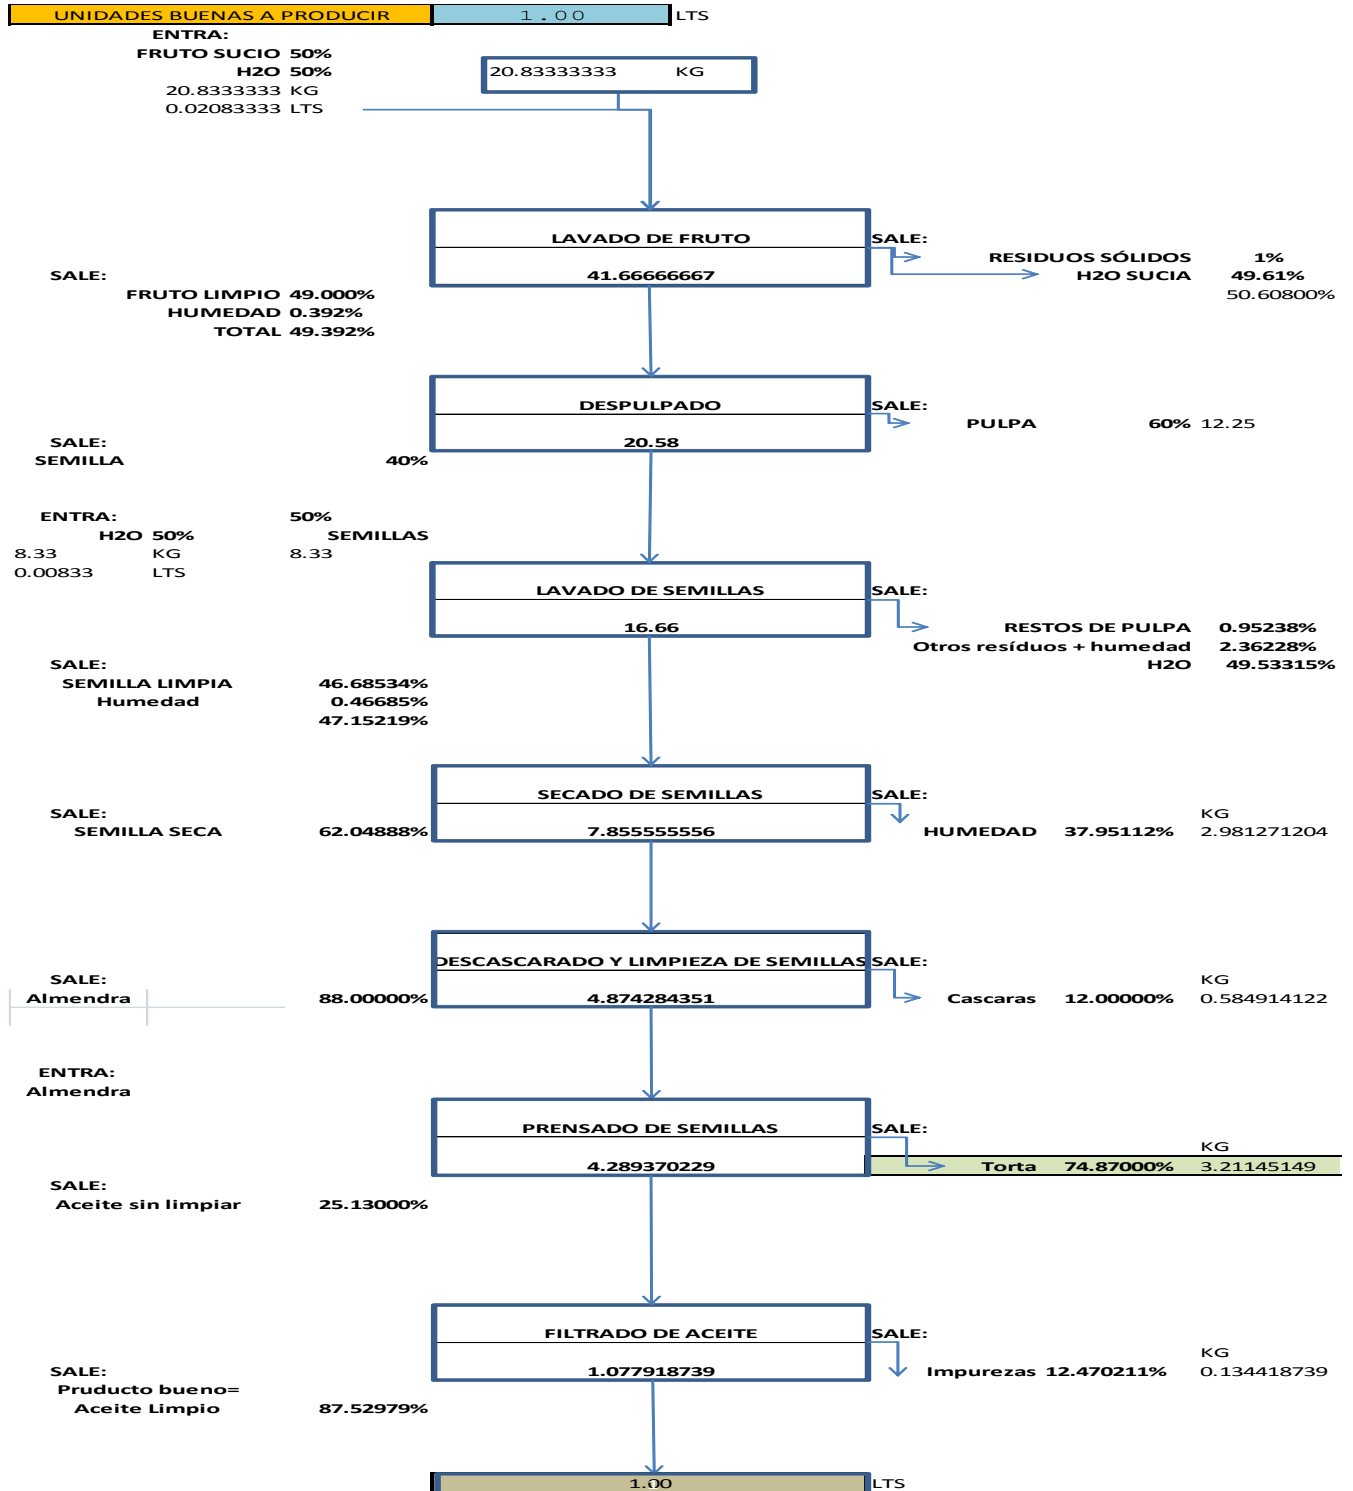 UNIDADES BUENAS A PRODUCIR 1.00 LTS
ENTRA:
FRUTO SUCIO 50%
H2O 50%
20.83333333 KG
20.8333333 KG
0.02083333 LTS
LAVADO DE FRUTO
SALE:
RESIDUOS SÓLIDOS 1%
41.66666667
H2O SUCIA 49.61%
50.60800%
SALE:
FRUTO LIMPIO 49.000%
HUMEDAD 0.392%
TOTAL 49.392%
DESPULPADO
SALE:
PULPA 60% 12.25
20.58
SALE:
SEMILLA 40%
ENTRA: 50%
H2O 50% SEMILLAS
8.33 KG 8.33
0.00833 LTS
LAVADO DE SEMILLAS
SALE:
16.66
RESTOS DE PULPA 0.95238%
Otros resíduos + humedad 2.36228%
H2O 49.53315%
SALE:
SEMILLA LIMPIA 46.68534%
Humedad 0.46685%
47.15219%
SECADO DE SEMILLAS
SALE:
KG
SALE:
SEMILLA SECA 62.04888%
7.855555556
HUMEDAD 37.95112% 2.981271204
DESCASCARADO Y LIMPIEZA DE SEMILLAS
SALE:
KG
SALE:
Almendra 88.00000%
4.874284351
Cascaras 12.00000% 0.584914122
ENTRA:
Almendra
PRENSADO DE SEMILLAS
SALE:
KG
4.289370229
Torta 74.87000% 3.21145149
SALE:
Aceite sin limpiar 25.13000%
FILTRADO DE ACEITE
SALE:
KG
1.077918739
Impurezas 12.470211% 0.134418739
SALE:
Pruducto bueno=
Aceite Limpio 87.52979%
1.00 LTS